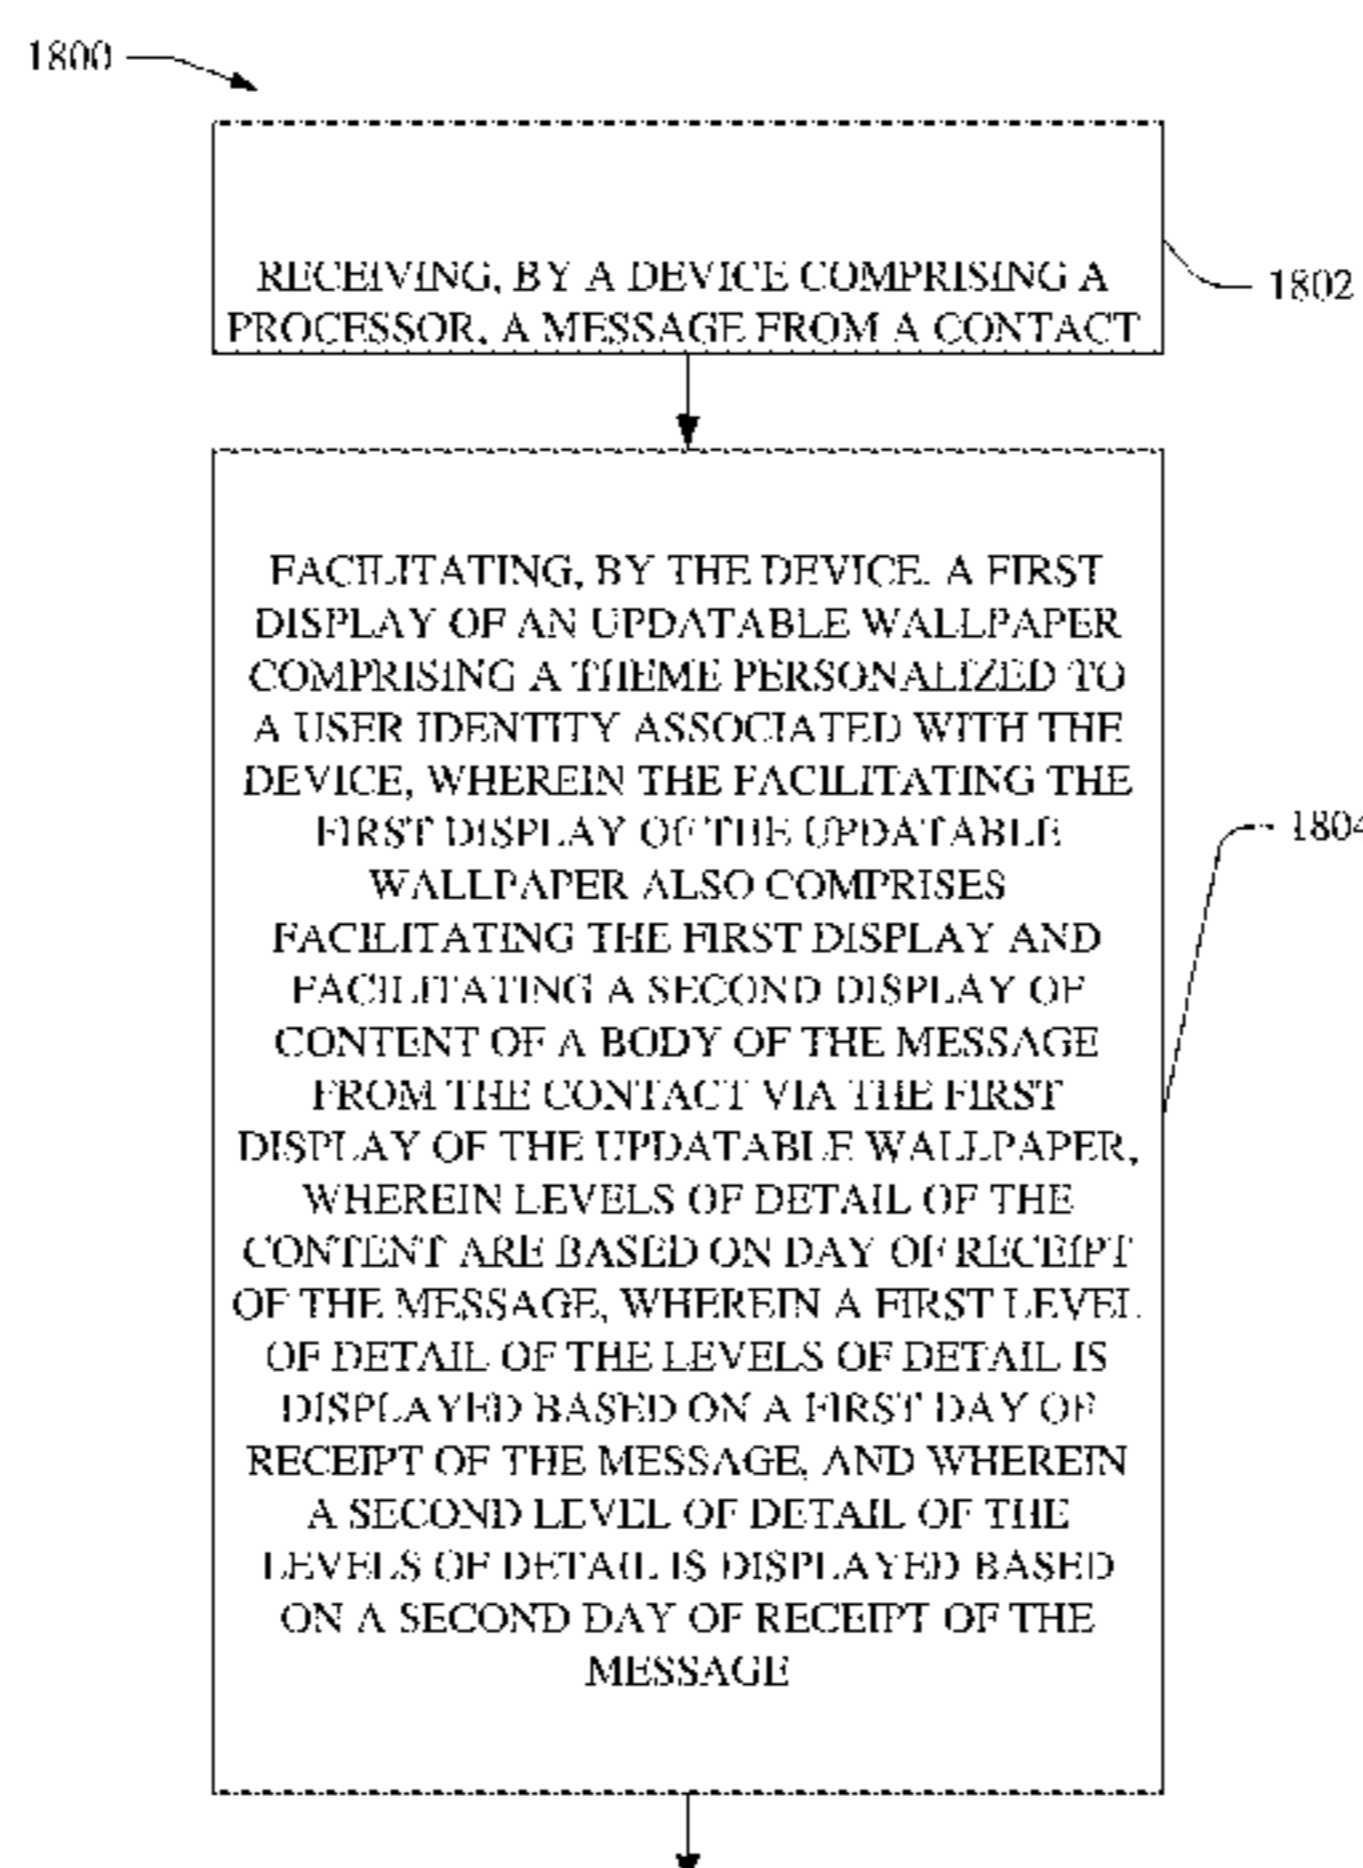 1800
RECEIVING, BY A DEVICE COMPRISING A
PROCESSOR, A MESSAGE FROM A CONTACT
1802
FACILITATING, BY THE DEVICE, A FIRST
DISPLAY OF AN UPDATABLE WALLPAPER
COMPRISING A THEME PERSONALIZED TO
A USER IDENTITY ASSOCIATED WITH THE
DEVICE, WHEREIN THE FACILITATING THE
FIRST DISPLAY OF THE UPDATABLE
WALLPAPER ALSO COMPRISES
FACILITATING THE FIRST DISPLAY AND
FACILITATING A SECOND DISPLAY OF
CONTENT OF A BODY OF THE MESSAGE
FROM THE CONTACT VIA THE FIRST
DISPLAY OF THE UPDATABLE WALLPAPER,
WHEREIN LEVELS OF DETAIL OF THE
CONTENT ARE BASED ON DAY OF RECEIPT
OF THE MESSAGE, WHEREIN A FIRST LEVEL
OF DETAIL OF THE LEVELS OF DETAIL IS
DISPLAYED BASED ON A FIRST DAY OF
RECEIPT OF THE MESSAGE, AND WHEREIN
A SECOND LEVEL OF DETAIL OF THE
LEVELS OF DETAIL IS DISPLAYED BASED
ON A SECOND DAY OF RECEIPT OF THE
MESSAGE
1804